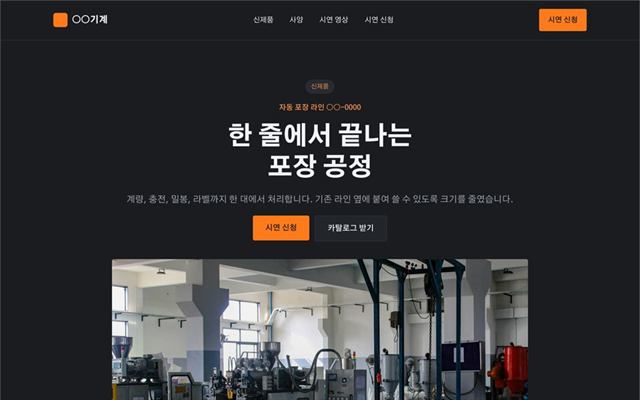 〇〇기계
신제품
사양
시연 영상
시연 신청
시연 신청
신제품
자동 포장 라인 〇〇-0000
한 줄에서 끝나는
포장 공정
계량, 충전, 밀봉, 라벨까지 한 대에서 처리합니다. 기존 라인 옆에 붙여 쓸 수 있도록 크기를 줄였습니다.
시연 신청
카탈로그 받기